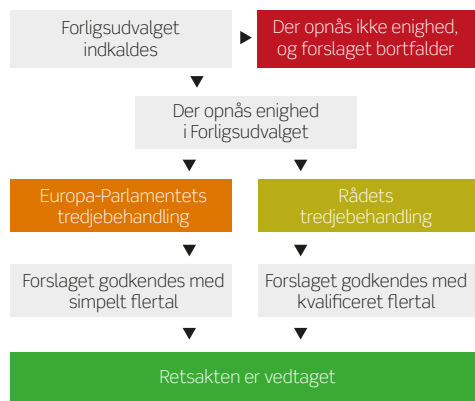 Forligsudvalget
indkaldes
Der opnås ikke enighed,
og forslaget bortfalder
Der opnås enighed
i Forligsudvalget
Europa-Parlamentets
tredjebehandling
Rådets
tredjebehandling
Forslaget godkendes med
simpelt flertal
Forslaget godkendes med
kvalificeret flertal
Retsakten er vedtaget